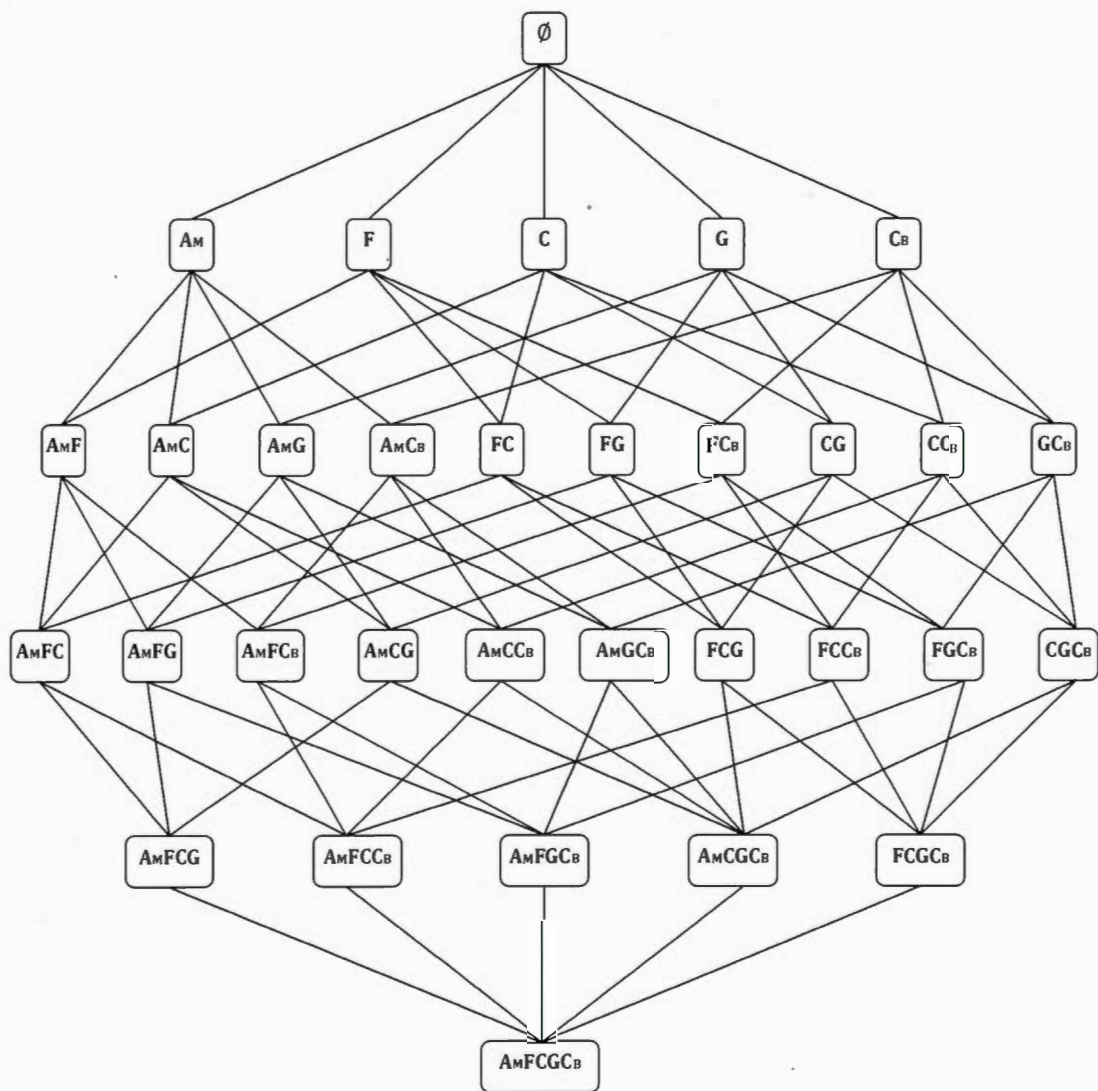 ∅
AM F C G CB
AMF AMC AMG AMCB FC FG FCB CG CCB GCB
AMFC AMFG AMFCB AMCG AMCCB AMGCB FCG FCCB FGCB CGCB
AMFCG AMFCCB AMFGCB AMCGCB FCGCB
AMFCGCB